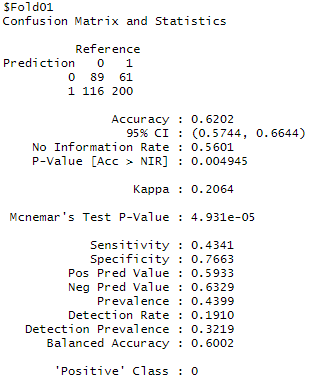 $Fold01
Confusion Matrix and Statistics
Reference
Prediction 0 1
0 89 61
1 116 200
Accuracy : 0.6202
95% CI : (0.5744, 0.6644)
No Information Rate : 0.5601
P-Value [Acc > NIR] : 0.004945
Kappa : 0.2064
Mcnemar's Test P-Value : 4.931e-05
Sensitivity : 0.4341
Specificity : 0.7663
Pos Pred Value : 0.5933
Neg Pred Value : 0.6329
Prevalence : 0.4399
Detection Rate : 0.1910
Detection Prevalence : 0.3219
Balanced Accuracy : 0.6002
'Positive' Class : 0